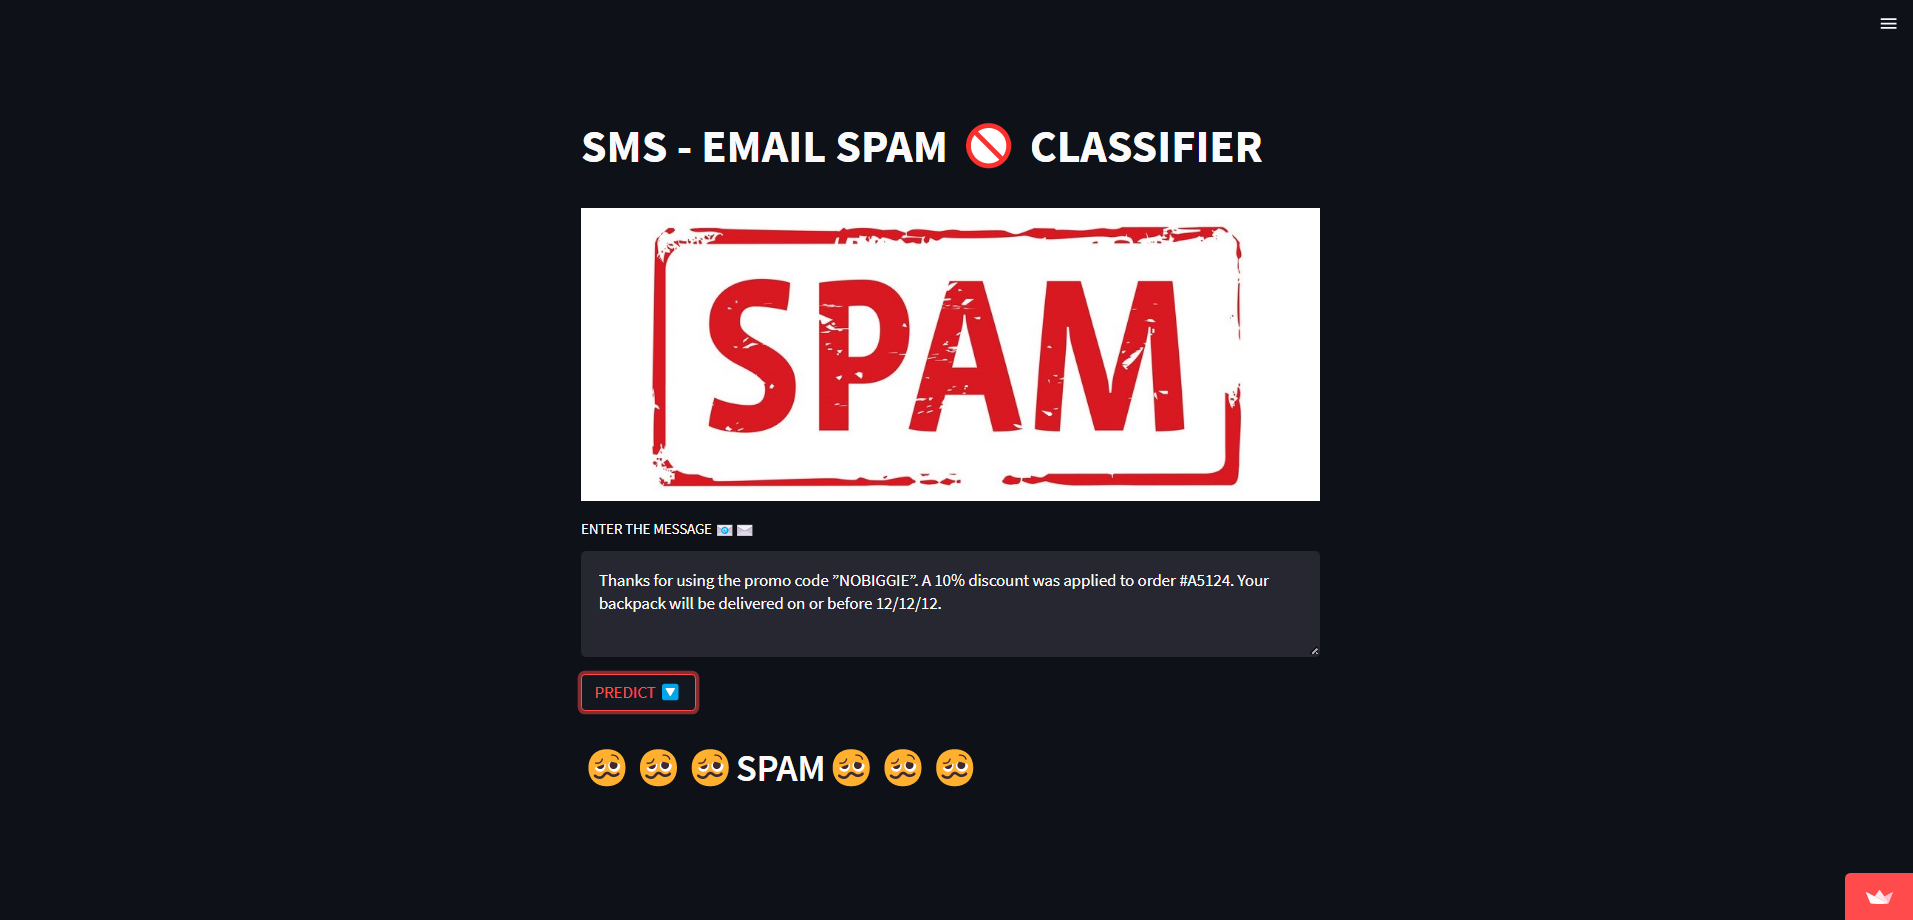 SMS - EMAIL SPAM 🚫 CLASSIFIER
SPAM
ENTER THE MESSAGE 📧✉️
Thanks for using the promo code ”NOBIGGIE”. A 10% discount was applied to order #A5124. Your
backpack will be delivered on or before 12/12/12.
PREDICT 🔽
🥴🥴🥴SPAM🥴🥴🥴